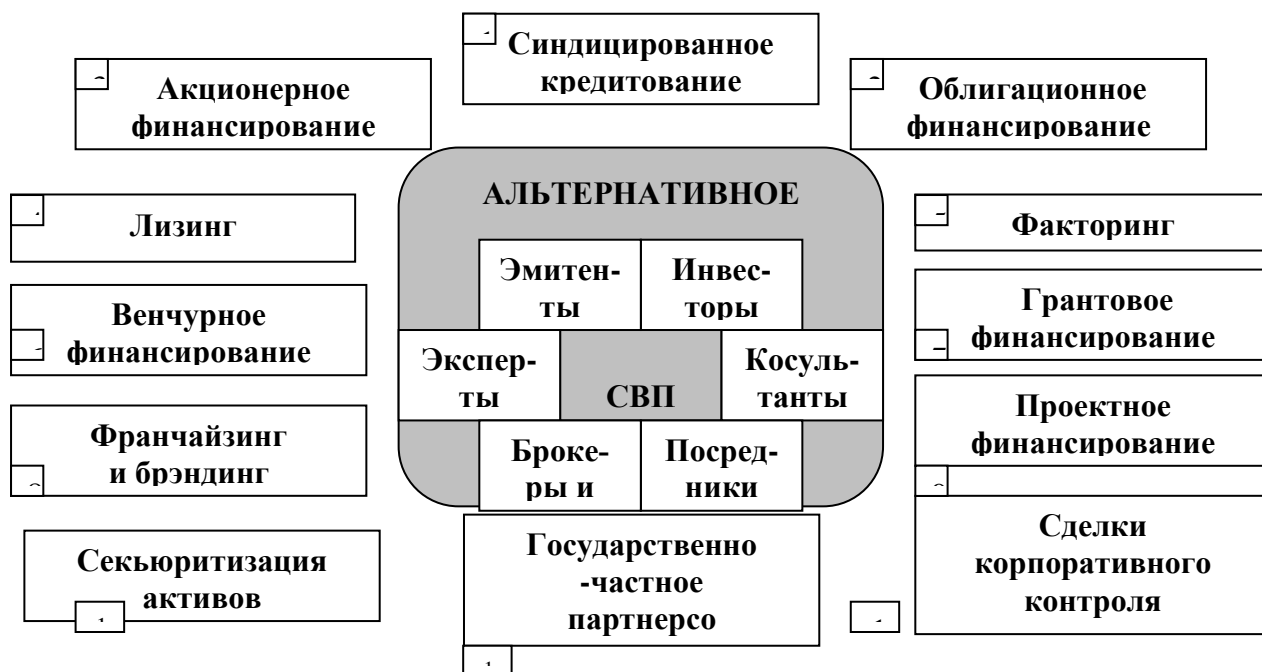 Синдицированное
кредитование
Акционерное
финансирование
Облигационное
финансирование
АЛЬТЕРНАТИВНОЕ
Лизинг
Факторинг
Эмитен-
ты
Инвес-
торы
Венчурное
финансирование
Грантовое
финансирование
Экспер-
ты
СВП
Косуль-
танты
Франчайзинг
и брэндинг
Проектное
финансирование
Броке-
ры и
Посред-
ники
Секьюритизация
активов
Государственно
-частное
партнерсо
Сделки
корпоративного
контроля